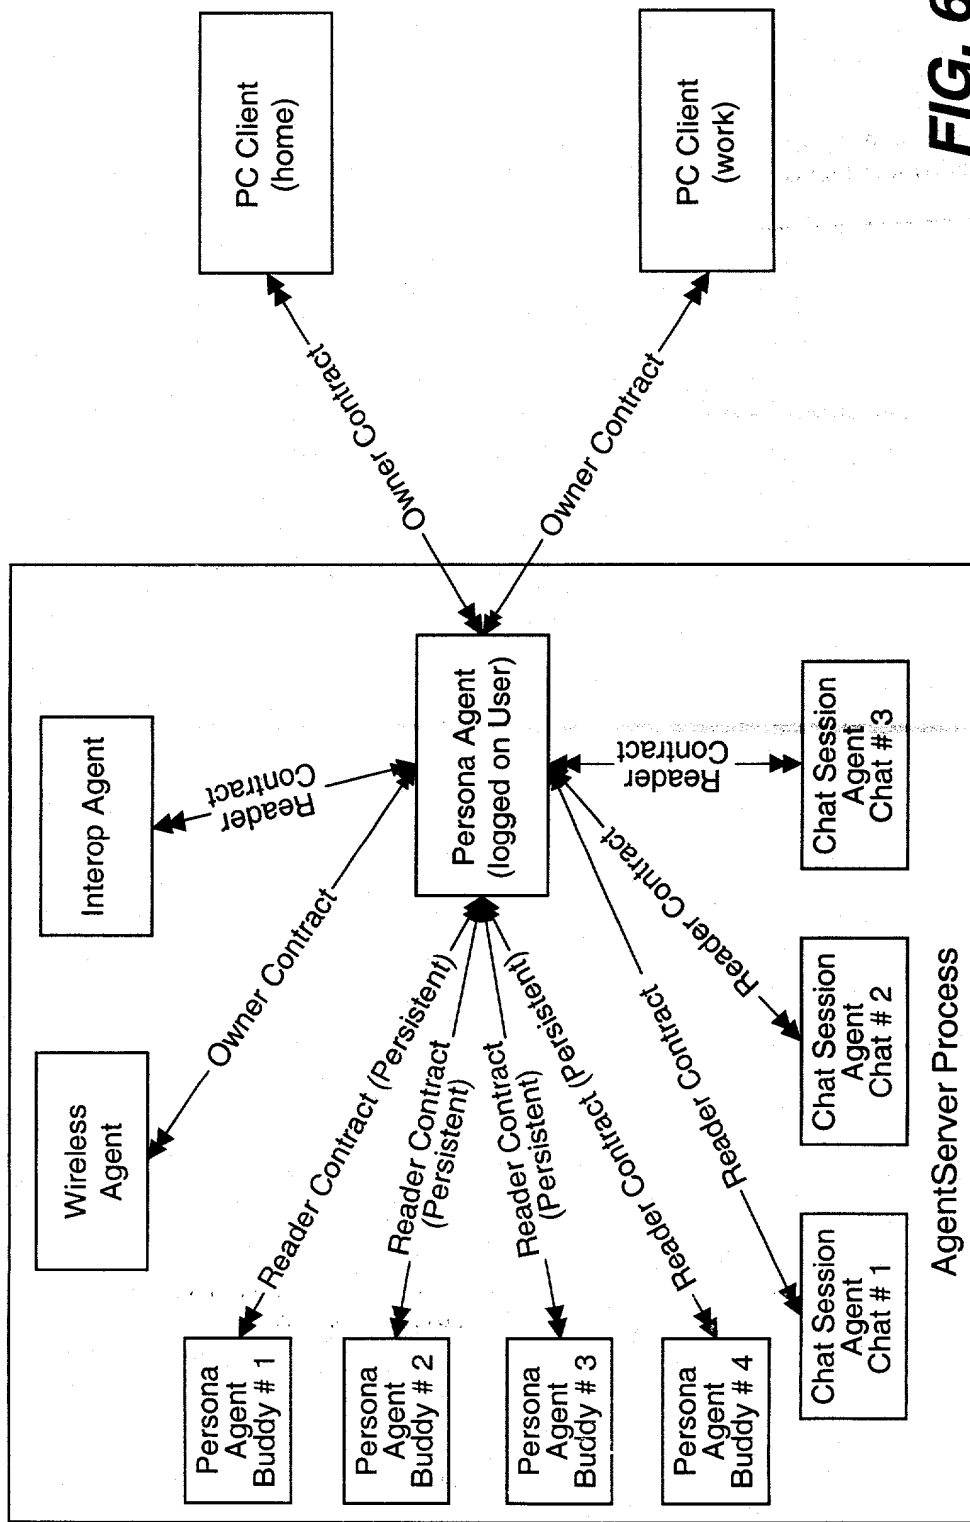 Wireless
Agent
Interop Agent
Owner Contract
Reader
Contract
PC Client
(home)
Owner Contract
Persona
Agent
Buddy # 1
Reader Contract (Persistent)
Persona
Agent
Buddy # 2
Reader Contract
(Persistent)
Persona Agent
(logged on User)
Persona
Agent
Buddy # 3
Reader Contract
(Persistent)
Persona
Agent
Buddy # 4
Reader Contract (Persistent)
Owner Contract
PC Client
(work)
Reader Contract
Reader Contract
Reader
Contract
Chat Session
Agent
Chat # 1
Chat Session
Agent
Chat # 2
Chat Session
Agent
Chat # 3
AgentServer Process
FIG. 6